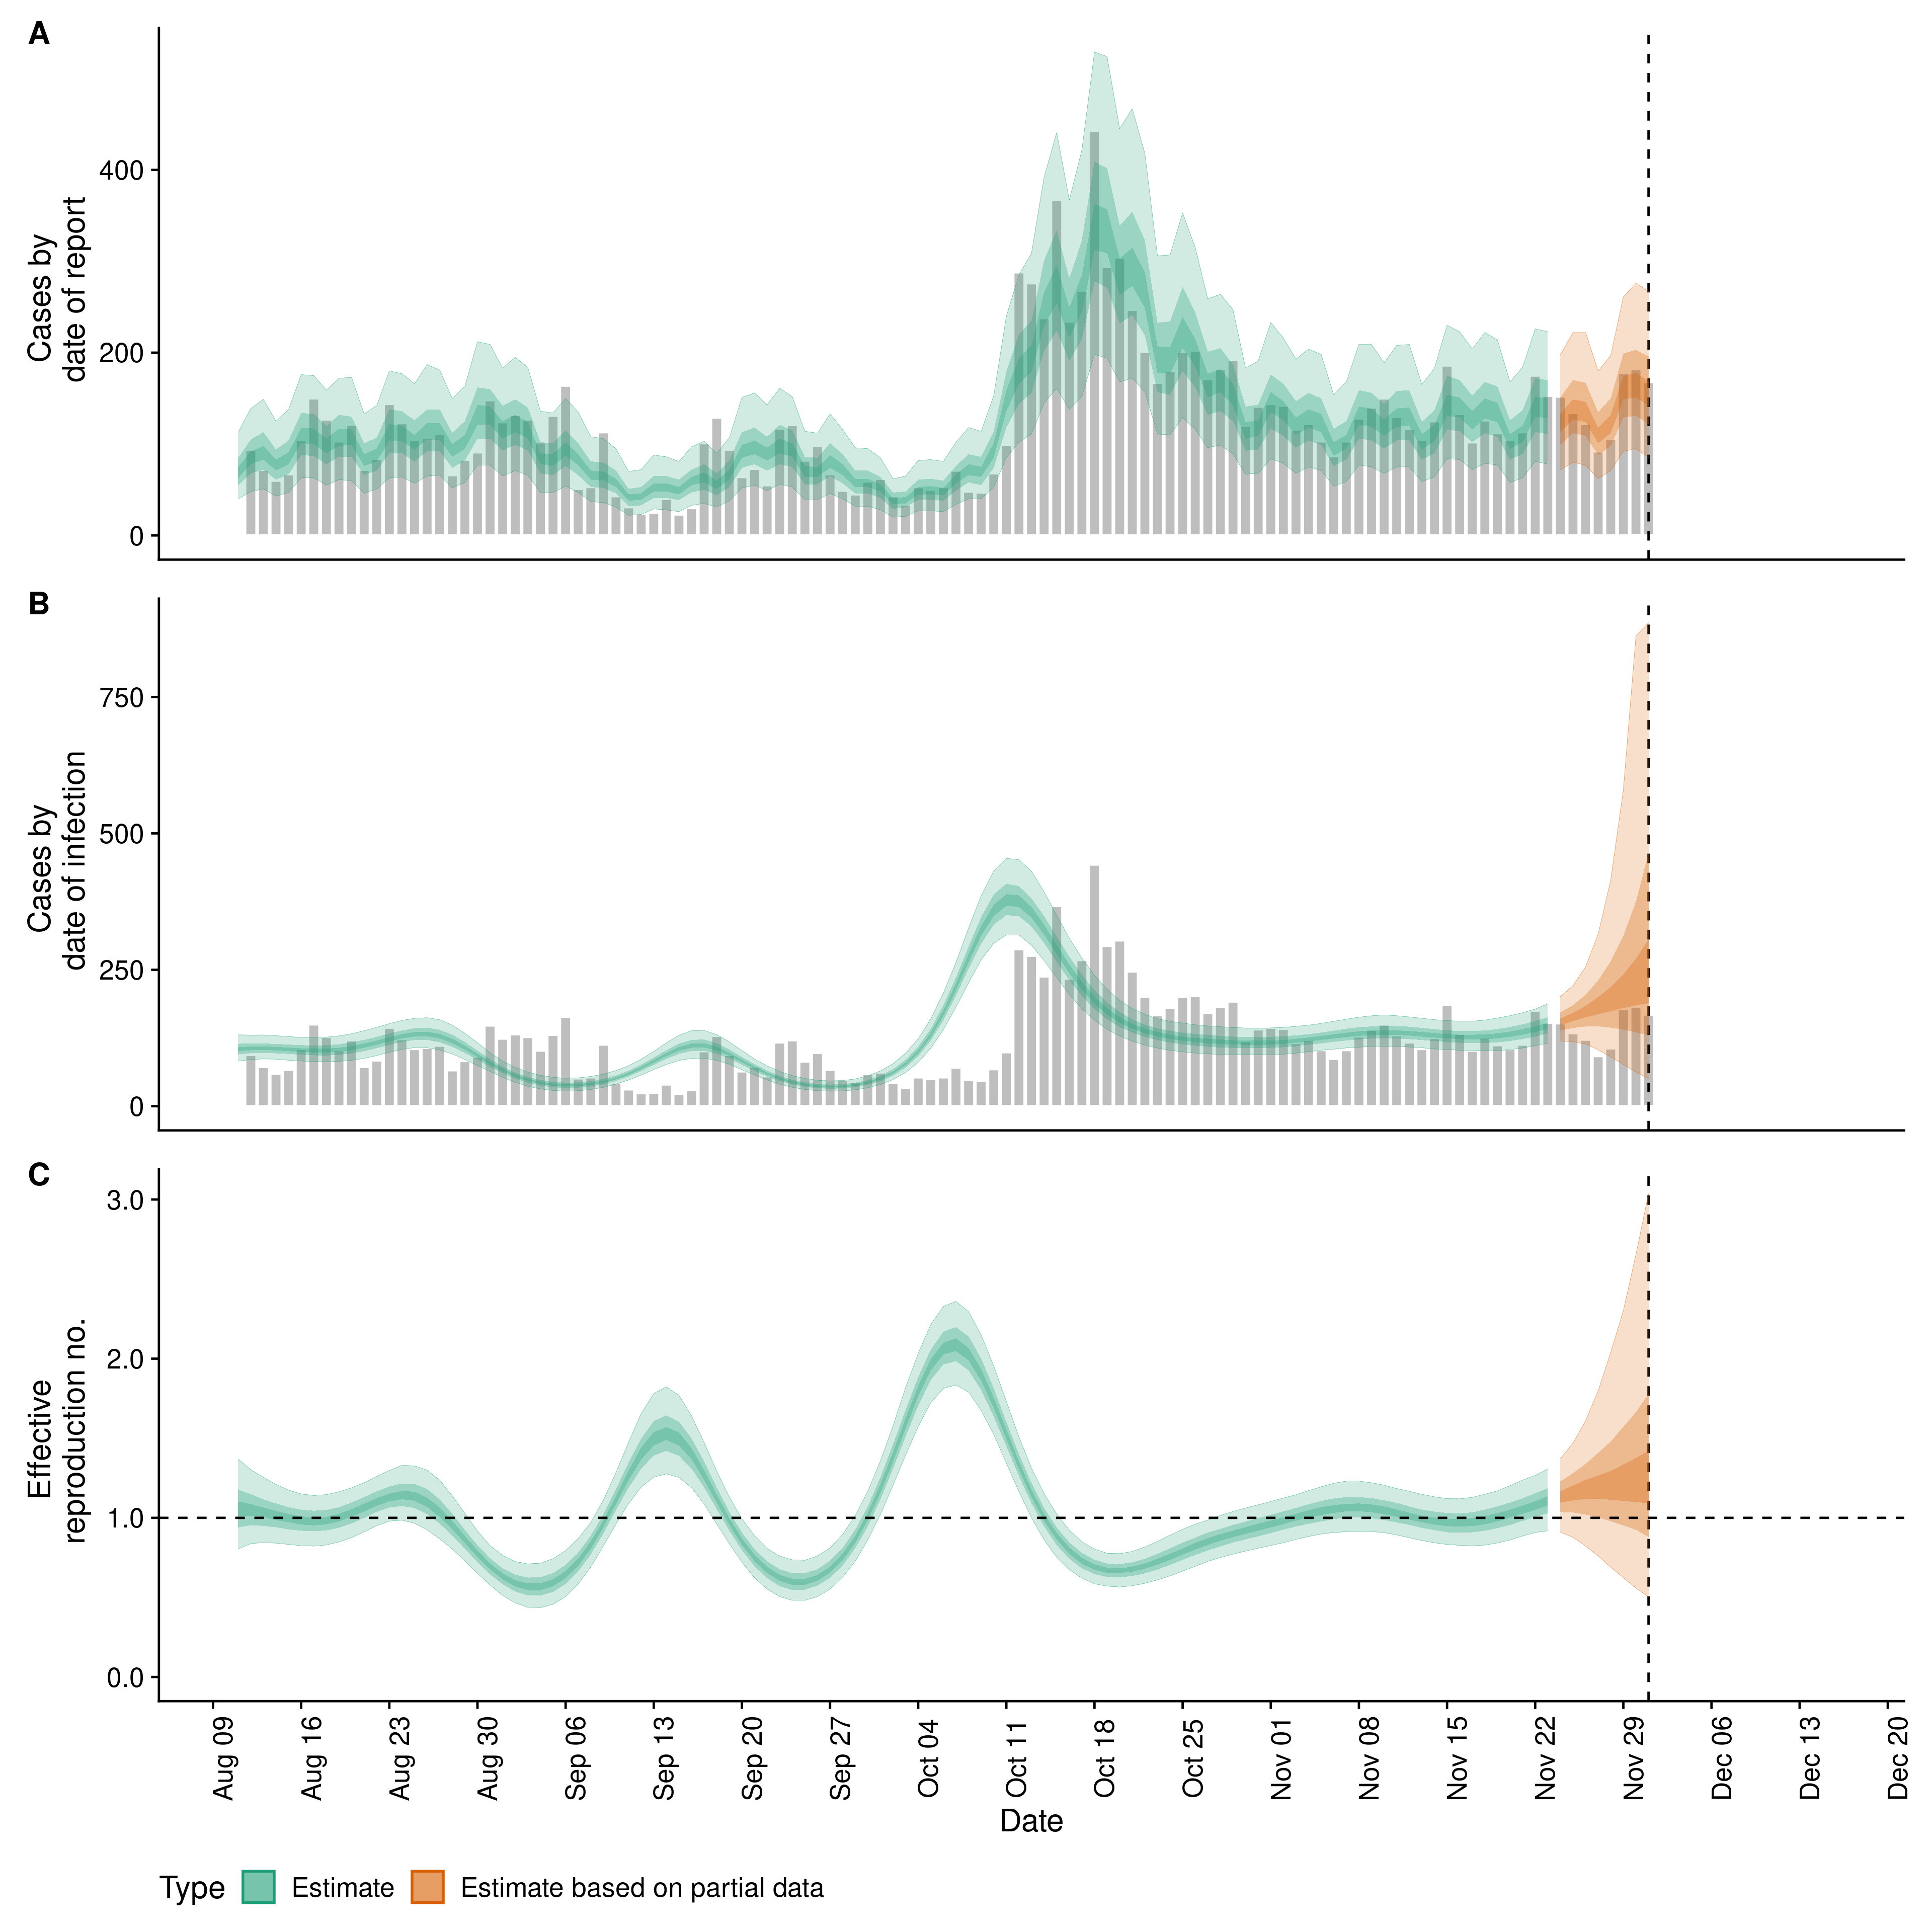 A
Cases by
date of report
400
200
0
B
Cases by
date of infection
750
500
250
0
C
Effective
reproduction no.
3.0
2.0
1.0
0.0
Aug 09
Aug 16
Aug 23
Aug 30
Sep 06
Sep 13
Sep 20
Sep 27
Oct 04
Oct 11
Oct 18
Oct 25
Nov 01
Nov 08
Nov 15
Nov 22
Nov 29
Dec 06
Dec 13
Dec 20
Date
Type Estimate Estimate based on partial data